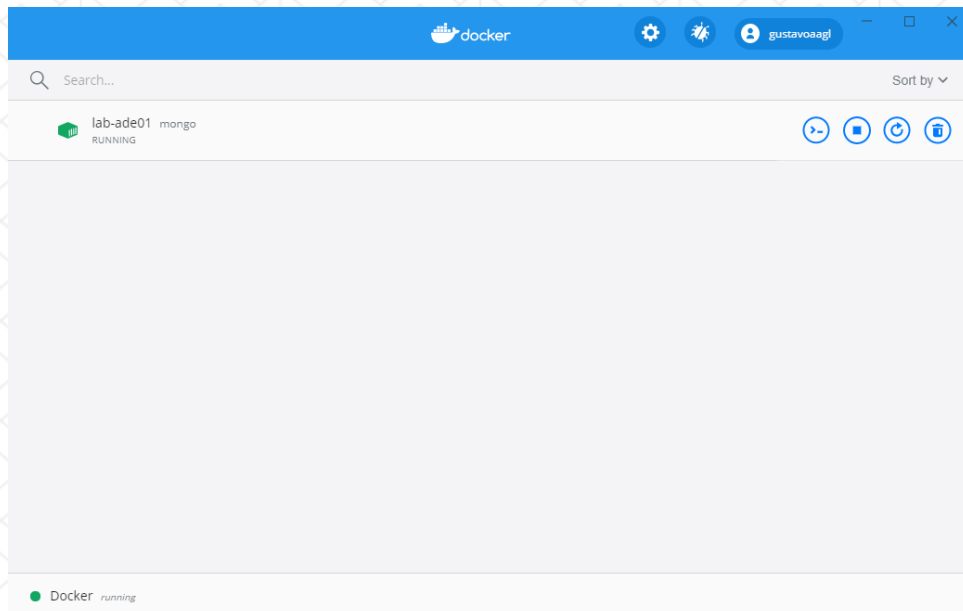 docker
gustavoaagl
Search...
Sort by
lab-ade01 mongo
RUNNING
Docker running